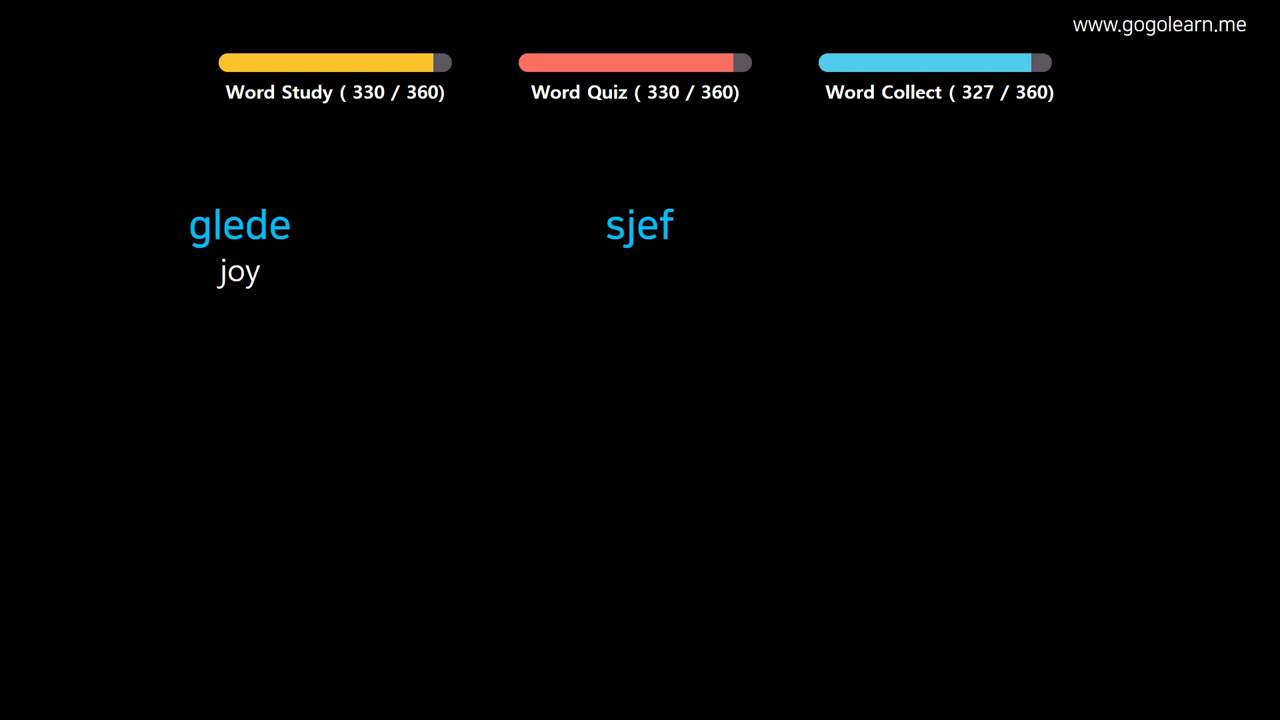 www.gogolearn.me
Word Study ( 330 / 360)
Word Quiz ( 330 / 360)
Word Collect ( 327 / 360)
glede
sjef
joy